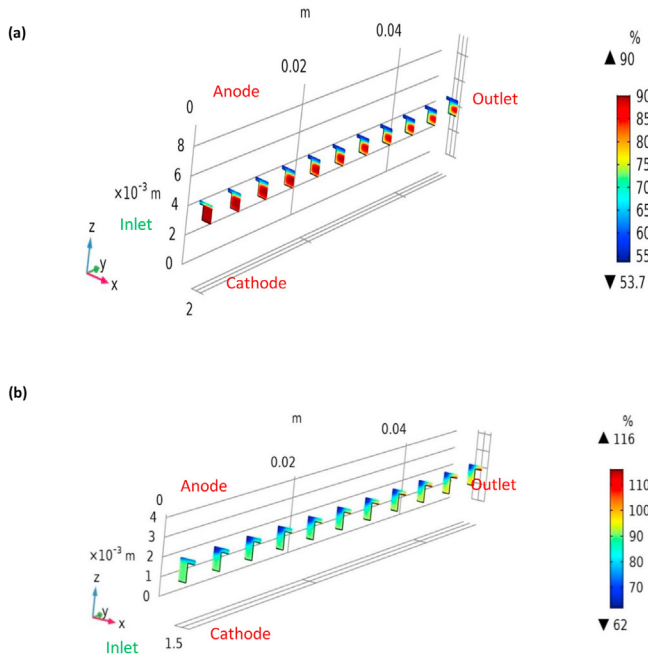 (a)
m
%
▲ 90
0.04
0.02
Anode
0
Outlet
90
85
80
75
70
65
60
55
▼ 53.7
8
6
×10⁻³ m
4
Inlet
2
0
z
y
x
Cathode
2
(b)
m
%
▲ 116
0.04
0.02
Anode
0
Outlet
110
100
90
80
70
▼ 62
4
3
×10⁻³ m
2
1
0
z
y
x
Inlet
1.5
Cathode